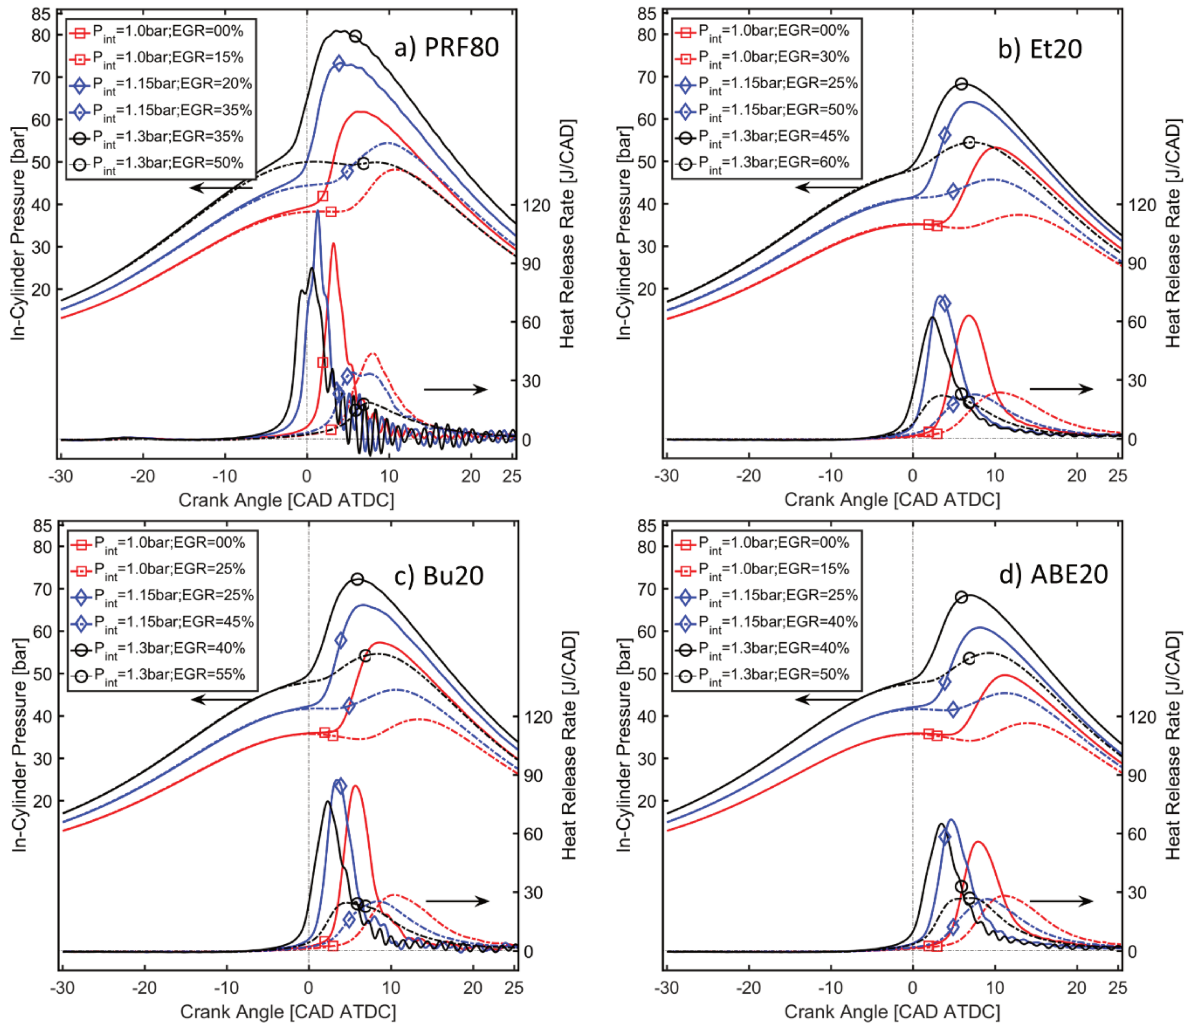 a) PRF80
P_int=1.0bar;EGR=00%
P_int=1.0bar;EGR=15%
P_int=1.15bar;EGR=20%
P_int=1.15bar;EGR=35%
P_int=1.3bar;EGR=35%
P_int=1.3bar;EGR=50%
In-Cylinder Pressure [bar]
85
80
70
60
50
40
30
20
Heat Release Rate [J/CAD]
120
90
60
30
0
-30
-20
-10
0
10
20
25
Crank Angle [CAD ATDC]
b) Et20
P_int=1.0bar;EGR=00%
P_int=1.0bar;EGR=30%
P_int=1.15bar;EGR=25%
P_int=1.15bar;EGR=50%
P_int=1.3bar;EGR=45%
P_int=1.3bar;EGR=60%
In-Cylinder Pressure [bar]
85
80
70
60
50
40
30
20
Heat Release Rate [J/CAD]
120
90
60
30
0
-30
-20
-10
0
10
20
25
Crank Angle [CAD ATDC]
c) Bu20
P_int=1.0bar;EGR=00%
P_int=1.0bar;EGR=25%
P_int=1.15bar;EGR=25%
P_int=1.15bar;EGR=45%
P_int=1.3bar;EGR=40%
P_int=1.3bar;EGR=55%
In-Cylinder Pressure [bar]
85
80
70
60
50
40
30
20
Heat Release Rate [J/CAD]
120
90
60
30
0
-30
-20
-10
0
10
20
25
Crank Angle [CAD ATDC]
d) ABE20
P_int=1.0bar;EGR=00%
P_int=1.0bar;EGR=15%
P_int=1.15bar;EGR=25%
P_int=1.15bar;EGR=40%
P_int=1.3bar;EGR=40%
P_int=1.3bar;EGR=50%
In-Cylinder Pressure [bar]
85
80
70
60
50
40
30
20
Heat Release Rate [J/CAD]
120
90
60
30
0
-30
-20
-10
0
10
20
25
Crank Angle [CAD ATDC]